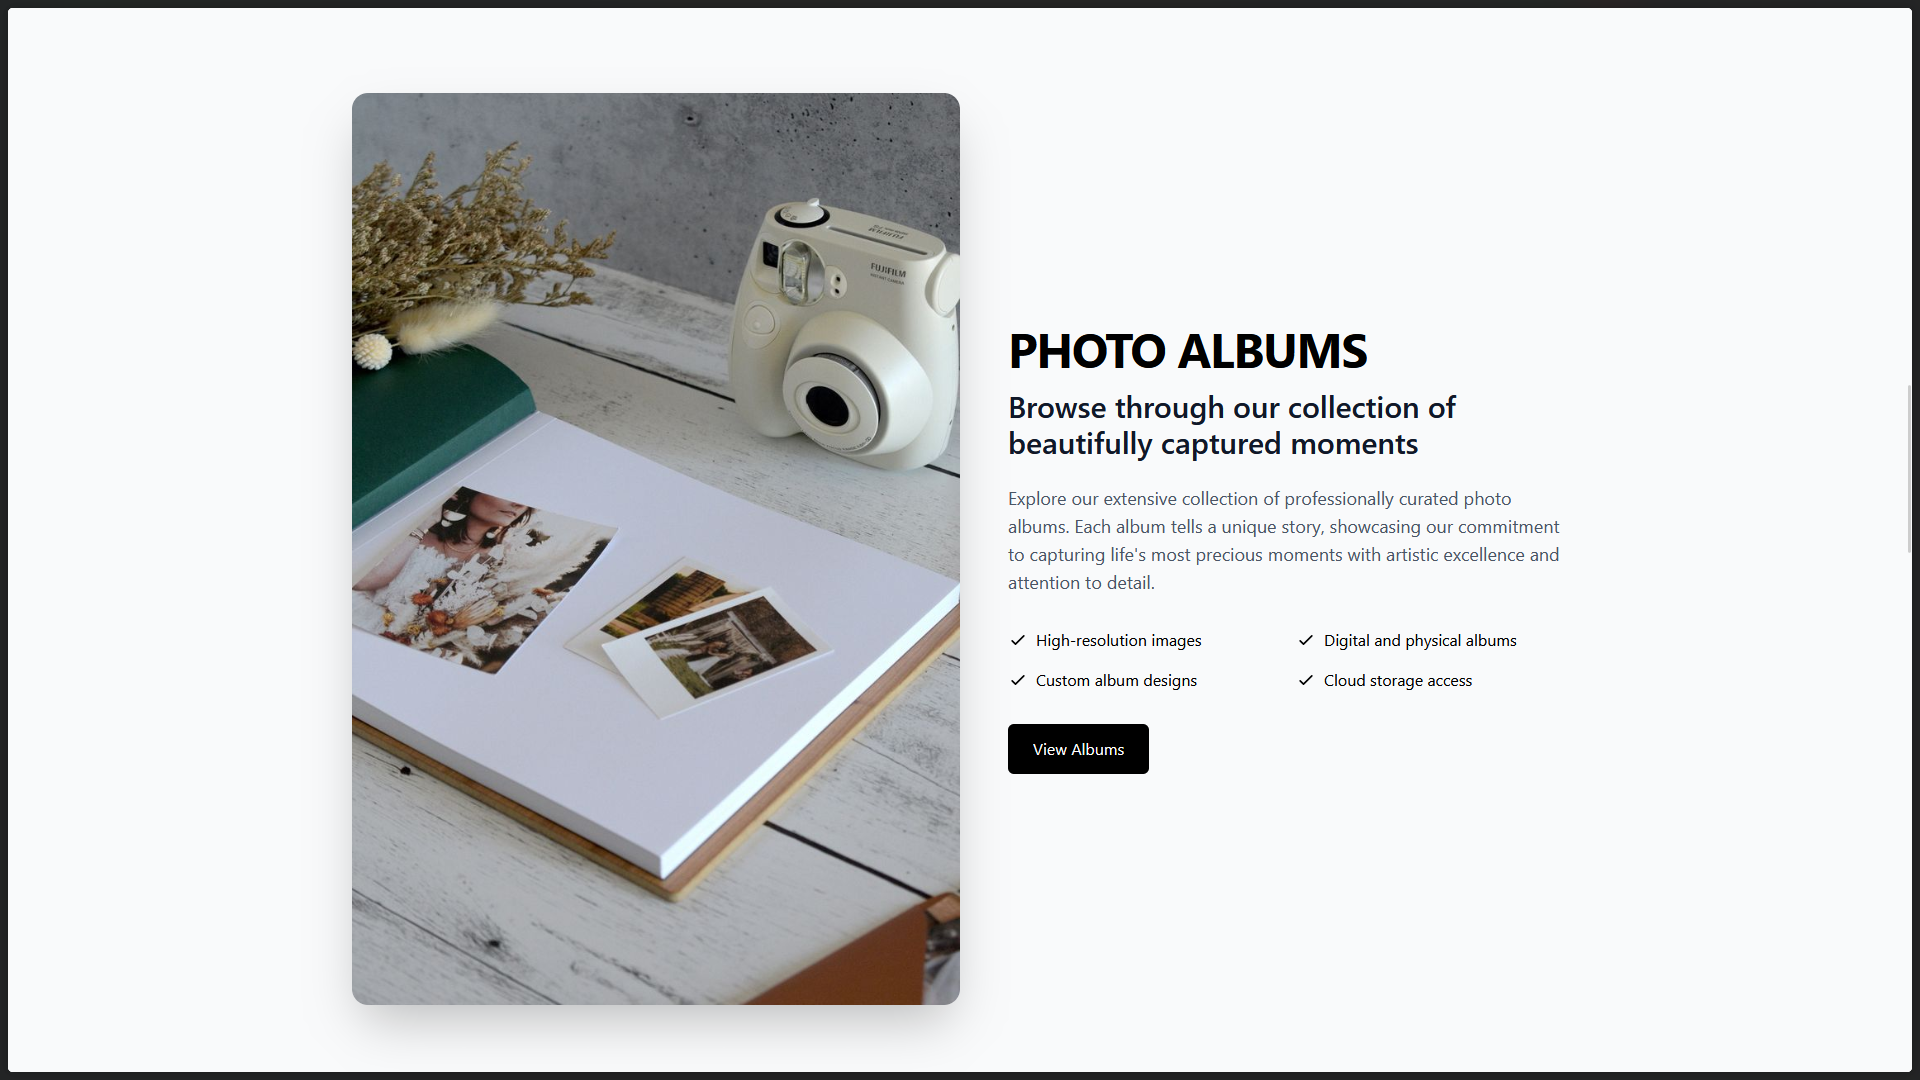 FUJIFILM
PHOTO ALBUMS
Browse through our collection of
beautifully captured moments
Explore our extensive collection of professionally curated photo
albums. Each album tells a unique story, showcasing our commitment
to capturing life's most precious moments with artistic excellence and
attention to detail.
High-resolution images
Digital and physical albums
Custom album designs
Cloud storage access
View Albums